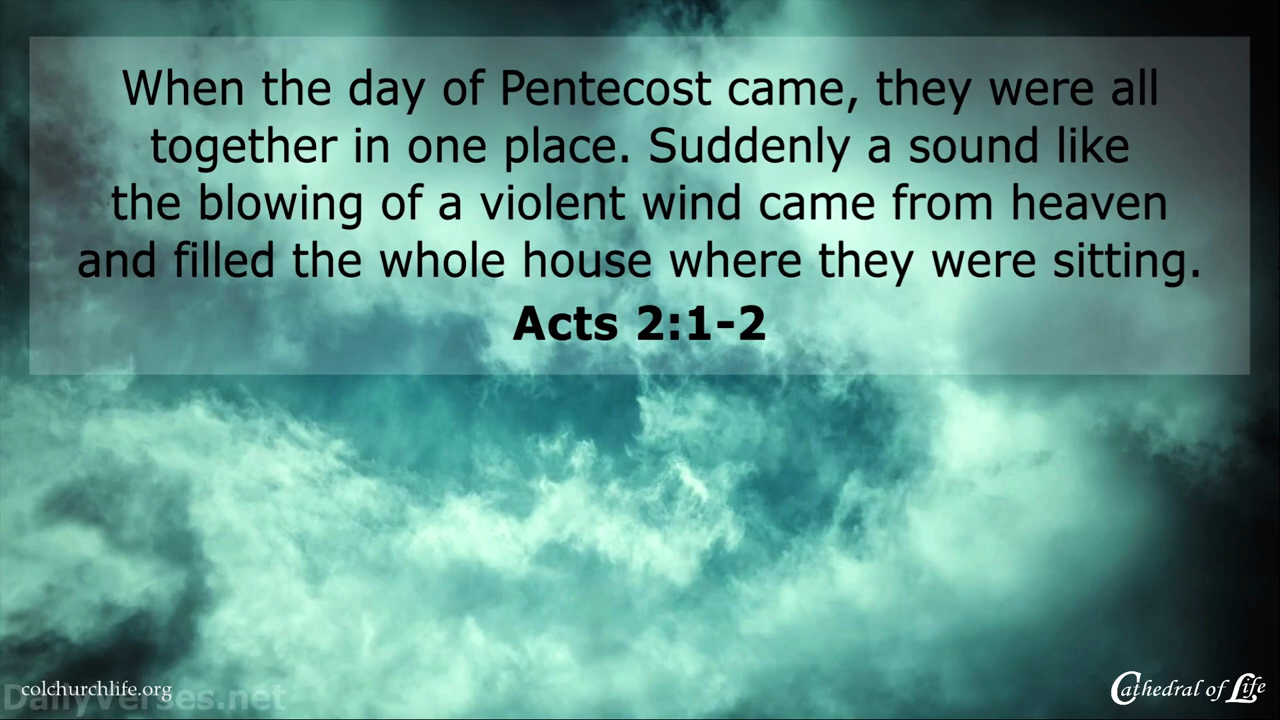 When the day of Pentecost came, they were all
together in one place. Suddenly a sound like
the blowing of a violent wind came from heaven
and filled the whole house where they were sitting.
Acts 2:1-2
colchurchlife.org
DailyVerses.net
Cathedral of Life